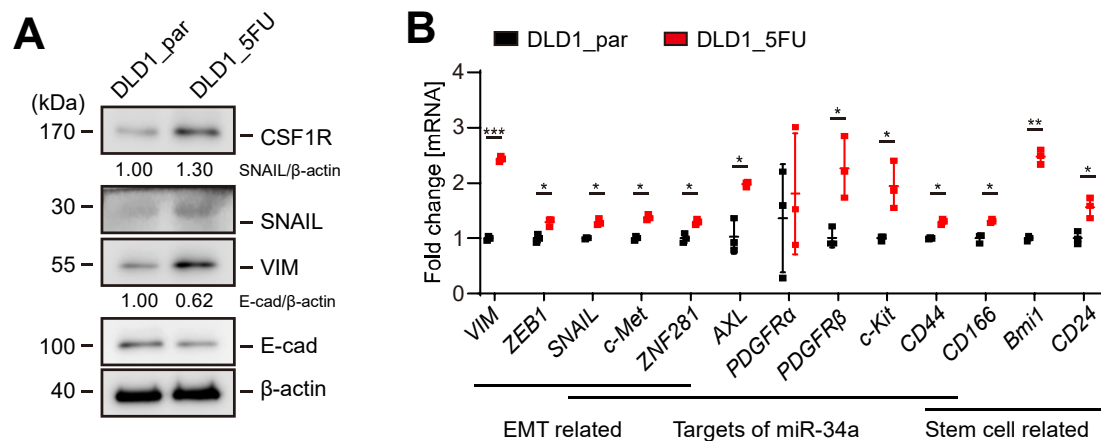 A
DLD1_par
DLD1_5FU
(kDa)
170
CSF1R
1.00 1.30 SNAIL/β-actin
30
SNAIL
55
VIM
1.00 0.62 E-cad/β-actin
100
E-cad
40
β-actin
B
DLD1_par DLD1_5FU
Fold change [mRNA]
4
3
2
1
0
*** * * * * * * * * * ** *
VIM ZEB1 SNAIL c-Met ZNF281 AXL PDGFRα PDGFRβ c-Kit CD44 CD166 Bmi1 CD24
EMT related Targets of miR-34a Stem cell related